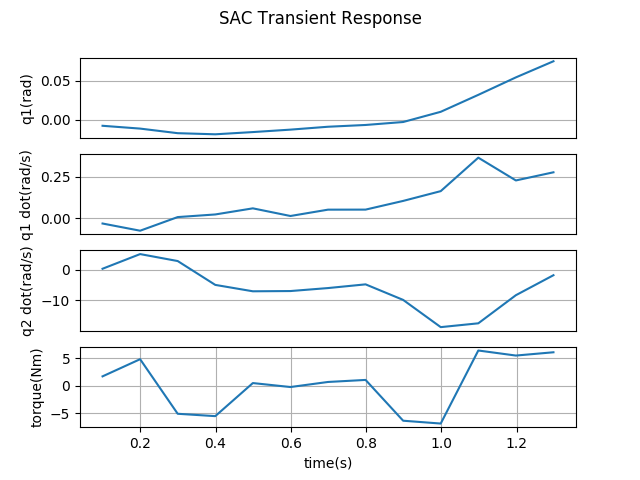 SAC Transient Response
q1(rad)
0.05
0.00
q1 dot(rad/s)
0.25
0.00
q2 dot(rad/s)
0
−10
torque(Nm)
5
0
−5
0.2 0.4 0.6 0.8 1.0 1.2
time(s)